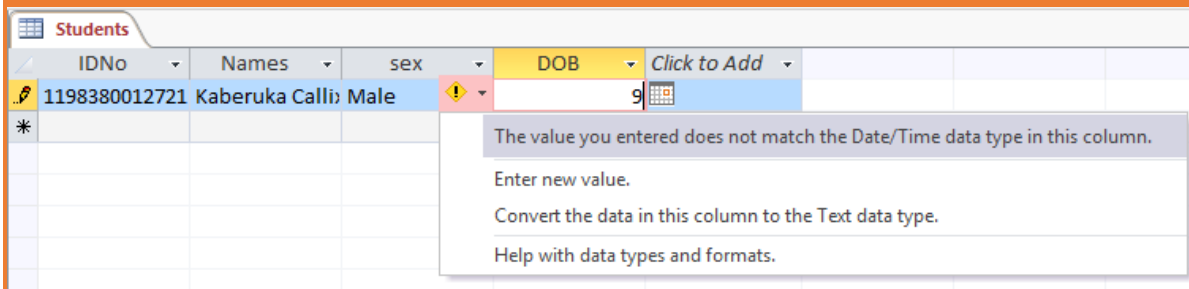 Students
IDNo Names sex DOB Click to Add
1198380012721 Kaberuka Callix Male 9
The value you entered does not match the Date/Time data type in this column.
Enter new value.
Convert the data in this column to the Text data type.
Help with data types and formats.